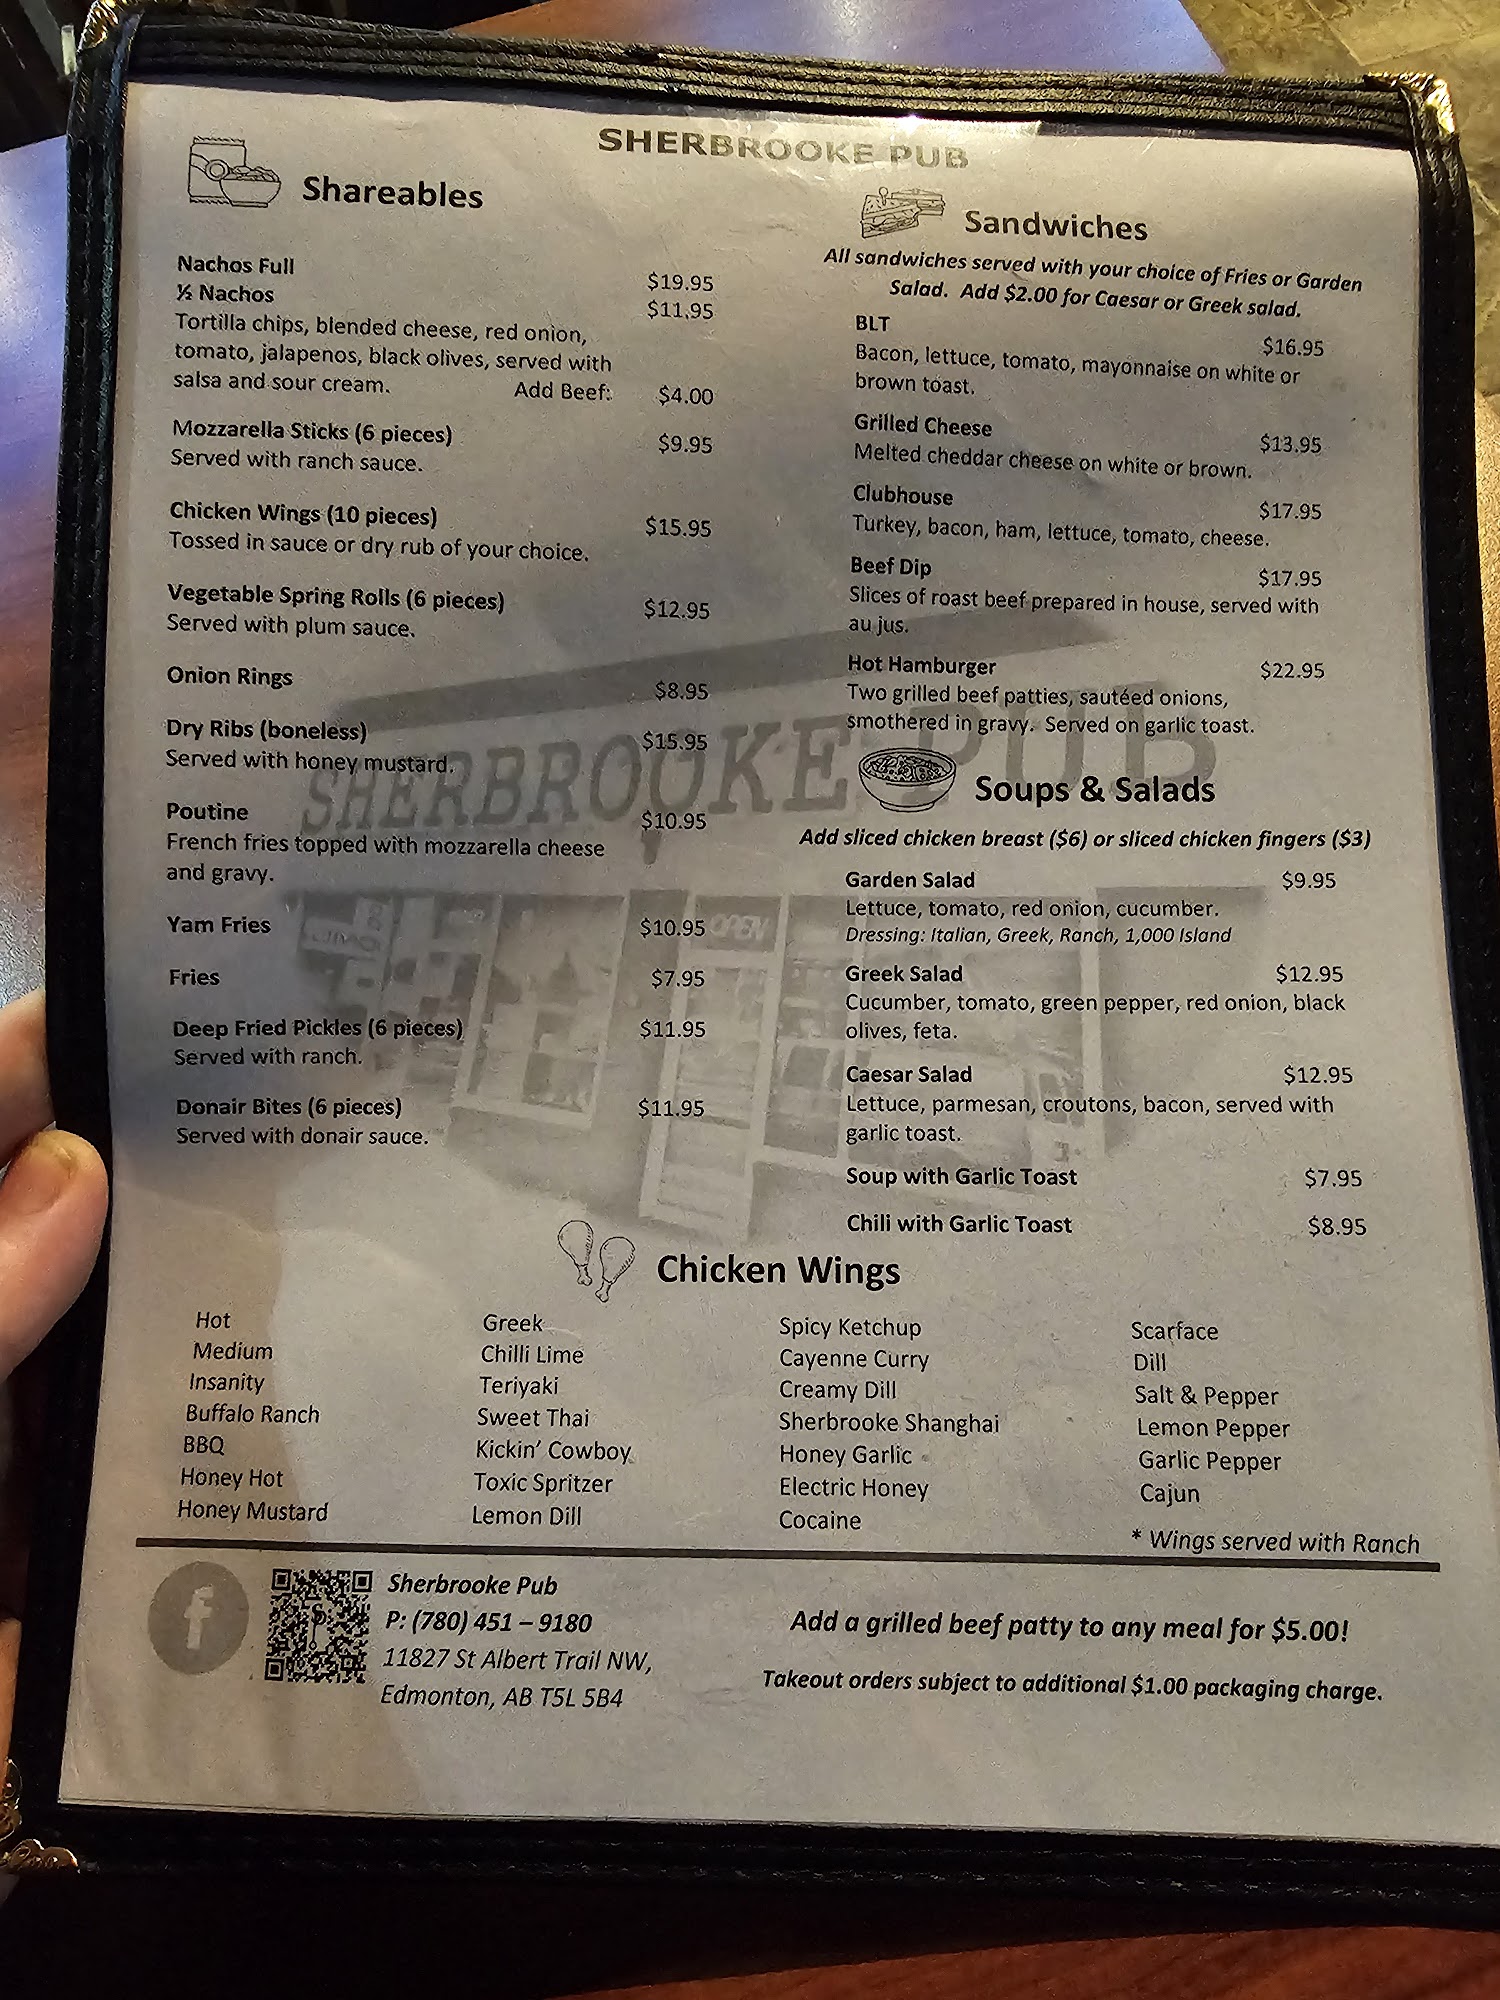 SHERBROOKE PUB
Shareables
Nachos Full $19.95
½ Nachos $11.95
Tortilla chips, blended cheese, red onion,
tomato, jalapenos, black olives, served with
salsa and sour cream. Add Beef: $4.00
Mozzarella Sticks (6 pieces) $9.95
Served with ranch sauce.
Chicken Wings (10 pieces) $15.95
Tossed in sauce or dry rub of your choice.
Vegetable Spring Rolls (6 pieces) $12.95
Served with plum sauce.
Onion Rings $8.95
Dry Ribs (boneless) $15.95
Served with honey mustard.
Poutine $10.95
French fries topped with mozzarella cheese
and gravy.
Yam Fries $10.95
Fries $7.95
Deep Fried Pickles (6 pieces) $11.95
Served with ranch.
Donair Bites (6 pieces) $11.95
Served with donair sauce.
Sandwiches
All sandwiches served with your choice of Fries or Garden
Salad. Add $2.00 for Caesar or Greek salad.
BLT $16.95
Bacon, lettuce, tomato, mayonnaise on white or
brown toast.
Grilled Cheese $13.95
Melted cheddar cheese on white or brown.
Clubhouse $17.95
Turkey, bacon, ham, lettuce, tomato, cheese.
Beef Dip $17.95
Slices of roast beef prepared in house, served with
au jus.
Hot Hamburger $22.95
Two grilled beef patties, sautéed onions,
smothered in gravy. Served on garlic toast.
SHERBROOKE PUB
OPEN
Soups & Salads
Add sliced chicken breast ($6) or sliced chicken fingers ($3)
Garden Salad $9.95
Lettuce, tomato, red onion, cucumber.
Dressing: Italian, Greek, Ranch, 1,000 Island
Greek Salad $12.95
Cucumber, tomato, green pepper, red onion, black
olives, feta.
Caesar Salad $12.95
Lettuce, parmesan, croutons, bacon, served with
garlic toast.
Soup with Garlic Toast $7.95
Chili with Garlic Toast $8.95
Chicken Wings
Hot
Medium
Insanity
Buffalo Ranch
BBQ
Honey Hot
Honey Mustard
Greek
Chilli Lime
Teriyaki
Sweet Thai
Kickin' Cowboy
Toxic Spritzer
Lemon Dill
Spicy Ketchup
Cayenne Curry
Creamy Dill
Sherbrooke Shanghai
Honey Garlic
Electric Honey
Cocaine
Scarface
Dill
Salt & Pepper
Lemon Pepper
Garlic Pepper
Cajun
* Wings served with Ranch
f
Sherbrooke Pub
P: (780) 451 – 9180
11827 St Albert Trail NW,
Edmonton, AB T5L 5B4
Add a grilled beef patty to any meal for $5.00!
Takeout orders subject to additional $1.00 packaging charge.